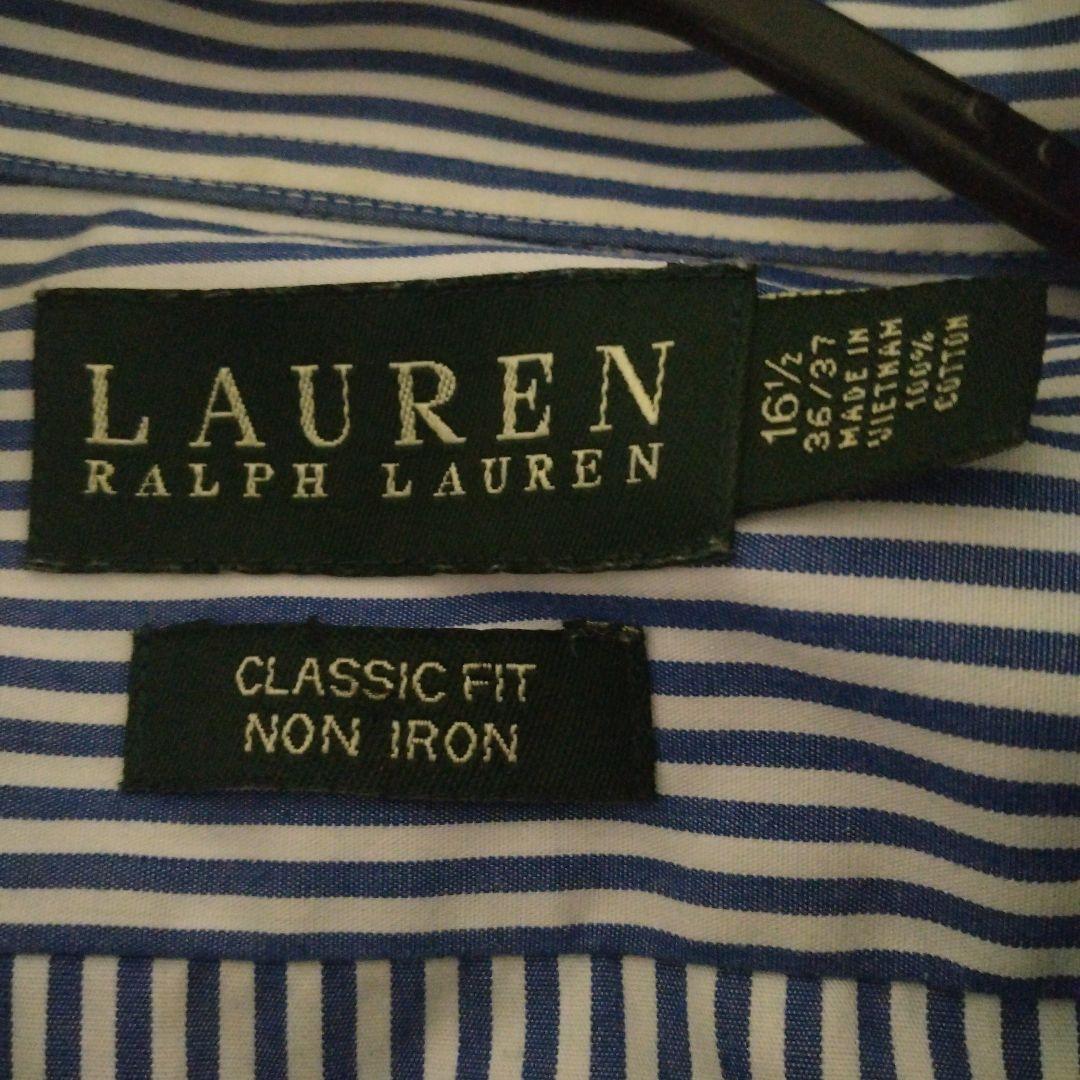 LAUREN
RALPH LAUREN
16½
36/37
MADE IN
VIETNAM
100%
COTTON
CLASSIC FIT
NON IRON